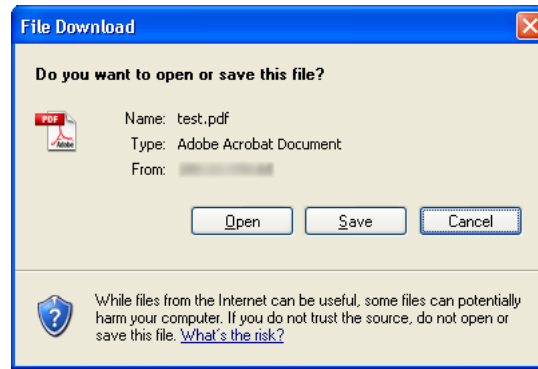 File Download
Do you want to open or save this file?
PDF
Adobe
Name: test.pdf
Type: Adobe Acrobat Document
From:
Open Save Cancel
While files from the Internet can be useful, some files can potentially
harm your computer. If you do not trust the source, do not open or
save this file. What's the risk?